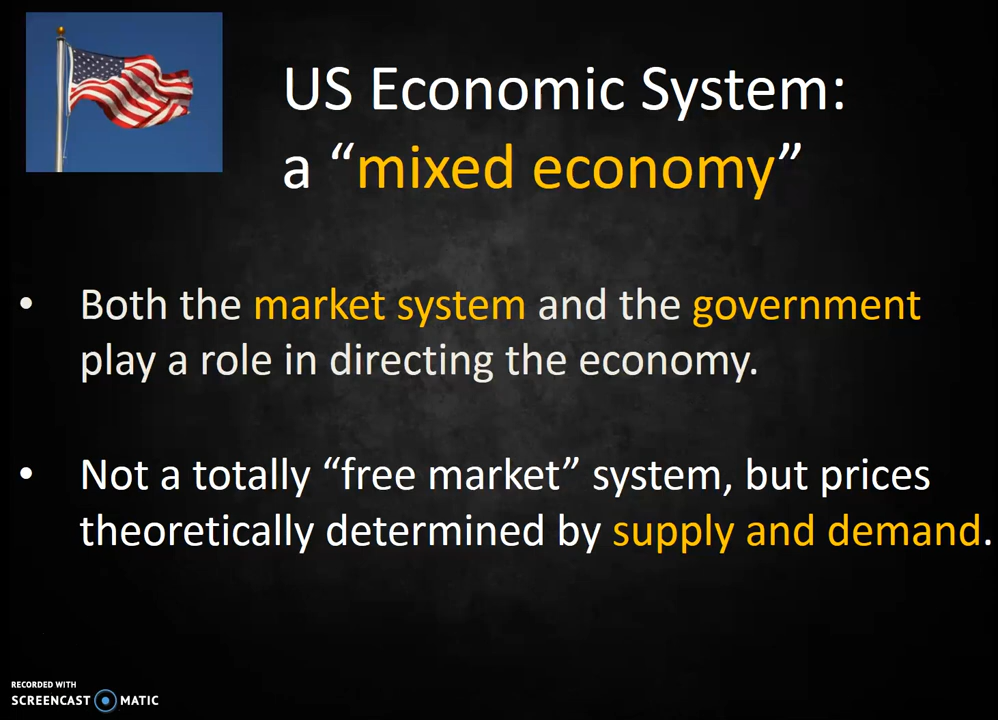 US Economic System:
a “mixed economy”
• Both the market system and the government
play a role in directing the economy.
• Not a totally “free market” system, but prices
theoretically determined by supply and demand.
RECORDED WITH
SCREENCAST MATIC